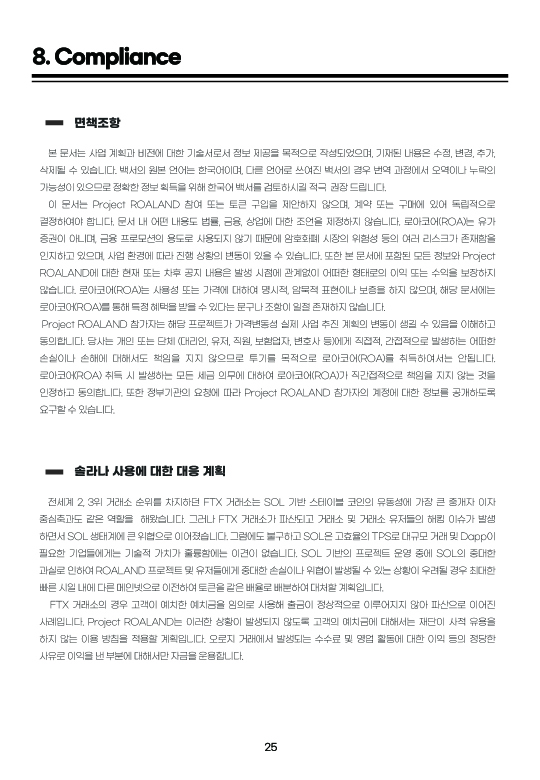 8. Compliance
면책조항
본 문서는 사업 계획과 비전에 대한 기술서로서 정보 제공을 목적으로 작성되었으며, 기재된 내용은 수정, 변경, 추가,
삭제될 수 있습니다. 백서의 원본 언어는 한국어이며, 다른 언어로 쓰여진 백서의 경우 번역 과정에서 오역이나 누락의
가능성이 있으므로 정확한 정보 획득을 위해 한국어 백서를 검토하시길 적극 권장 드립니다.
이 문서는 Project ROALAND 참여 또는 토큰 구입을 제안하지 않으며, 계약 또는 구매에 있어 독립적으로
결정하여야 합니다. 문서 내 어떤 내용도 법률, 금융, 상업에 대한 조언을 제정하지 않습니다. 로아코어(ROA)는 유가
증권이 아니며, 금융 프로모션의 용도로 사용되지 않기 때문에 암호화폐 시장의 위험성 등의 여러 리스크가 존재함을
인지하고 있으며, 사업 환경에 따라 진행 상황의 변동이 있을 수 있습니다. 또한 본 문서에 포함된 모든 정보와 Project
ROALAND에 대한 현재 또는 차후 공지 내용은 발생 시점에 관계없이 어떠한 형태로의 이익 또는 수익을 보장하지
않습니다. 로아코어(ROA)는 사용성 또는 가격에 대하여 명시적, 암묵적 표현이나 보증을 하지 않으며, 해당 문서에는
로아코어(ROA)를 통해 특정 혜택을 받을 수 있다는 문구나 조항이 일절 존재하지 않습니다.
Project ROALAND 참가자는 해당 프로젝트가 가격변동성 실제 사업 추진 계획의 변동이 생길 수 있음을 이해하고
동의합니다. 당사는 개인 또는 단체 (대리인, 유저, 직원, 보험업자, 변호사 등)에게 직접적, 간접적으로 발생하는 어떠한
손실이나 손해에 대해서도 책임을 지지 않으므로 투기를 목적으로 로아코어(ROA)를 취득하여서는 안됩니다.
로아코어(ROA) 취득 시 발생하는 모든 세금 의무에 대하여 로아코어(ROA)가 직간접적으로 책임을 지지 않는 것을
인정하고 동의합니다. 또한 정부기관의 요청에 따라 Project ROALAND 참가자의 계정에 대한 정보를 공개하도록
요구할 수 있습니다.
솔라나 사용에 대한 대응 계획
전세계 2, 3위 거래소 순위를 차지하던 FTX 거래소는 SOL 기반 스테이블 코인의 유동성에 가장 큰 중개자 이자
중심축과도 같은 역할을 해왔습니다. 그러나 FTX 거래소가 파산되고 거래소 및 거래소 유저들의 해킹 이슈가 발생
하면서 SOL 생태계에 큰 위협으로 이어졌습니다. 그럼에도 불구하고 SOL은 고효율의 TPS로 대규모 거래 및 Dapp이
필요한 기업들에게는 기술적 가치가 훌륭함에는 이견이 없습니다. SOL 기반의 프로젝트 운영 중에 SOL의 중대한
과실로 인하여 ROALAND 프로젝트 및 유저들에게 중대한 손실이나 위협이 발생될 수 있는 상황이 우려될 경우 최대한
빠른 시일 내에 다른 메인넷으로 이전하여 토큰을 같은 배율로 배분하여 대처할 계획입니다.
FTX 거래소의 경우 고객이 예치한 예치금을 임의로 사용해 출금이 정상적으로 이루어지지 않아 파산으로 이어진
사례입니다. Project ROALAND는 이러한 상황이 발생되지 않도록 고객의 예치금에 대해서는 재단이 사적 유용을
하지 않는 이용 방침을 적용할 계획입니다. 오로지 거래에서 발생되는 수수료 및 영업 활동에 대한 이익 등의 정당한
사유로 이익을 낸 부분에 대해서만 자금을 운용합니다.
25